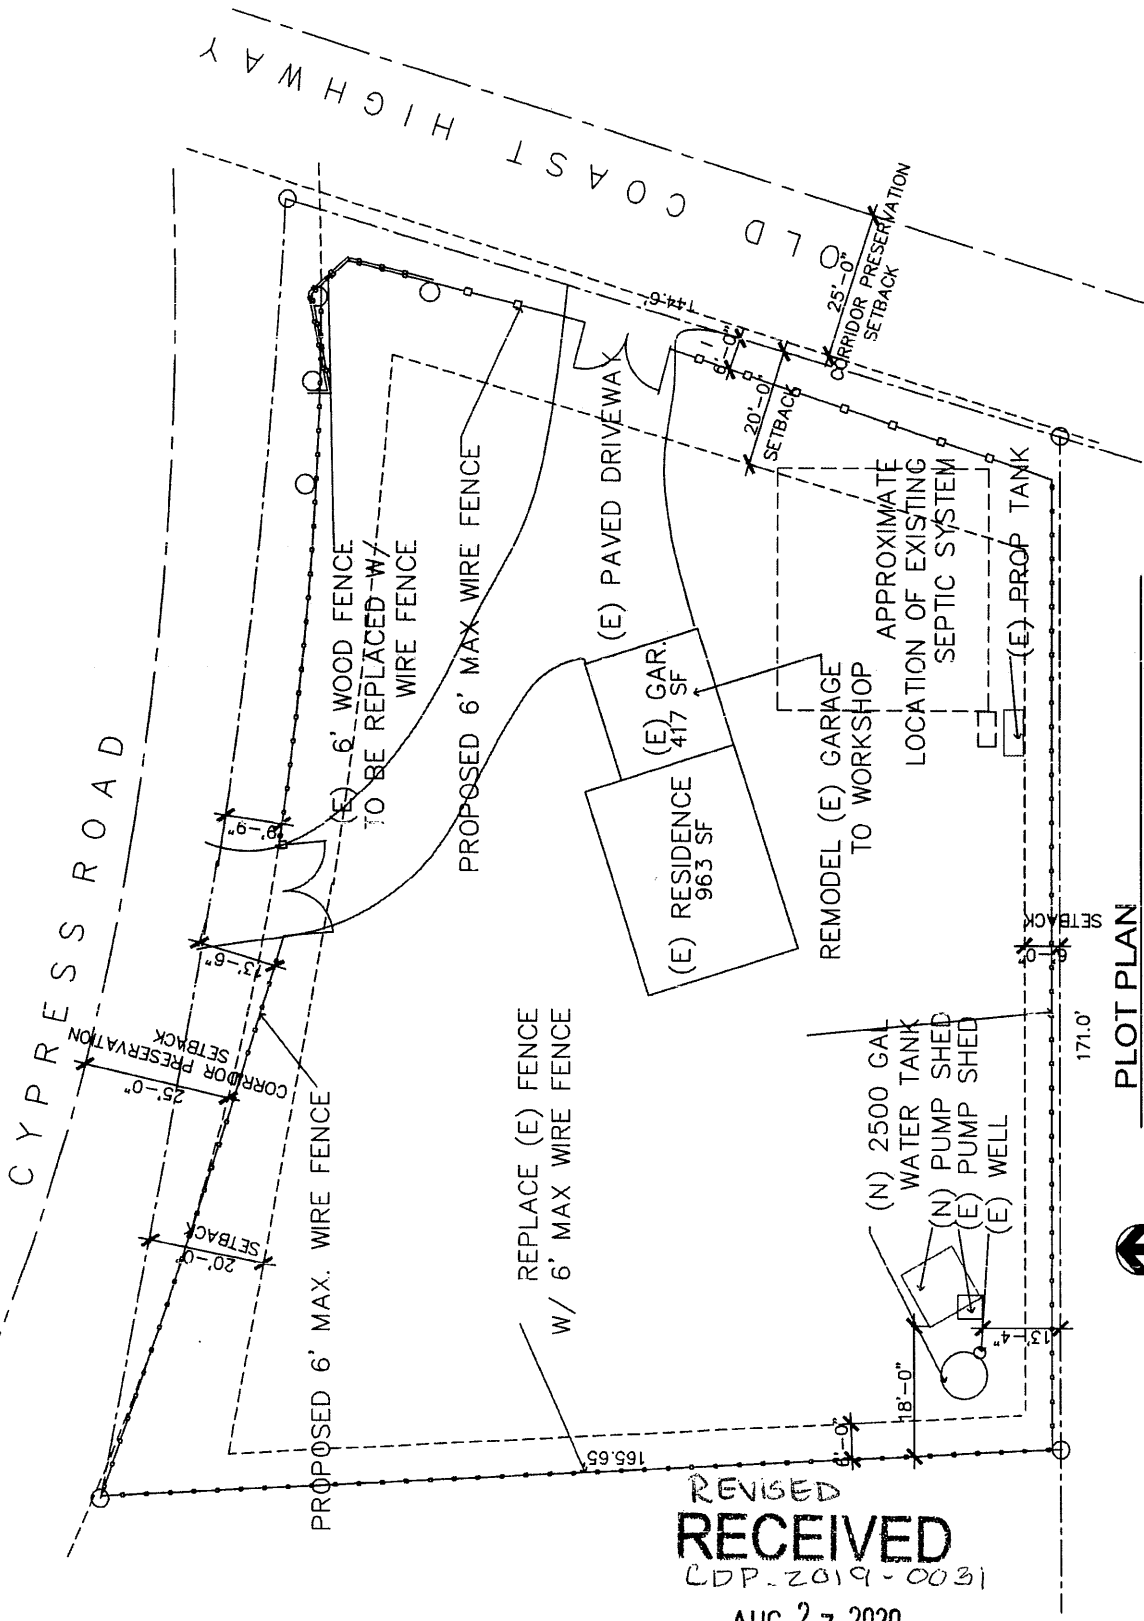 OLD COAST HIGHWAY
CYPRESS ROAD
25'-0"
CORRIDOR PRESERVATION
SETBACK
144.6'
6'-0"
20'-0"
SETBACK
(E) 6' WOOD FENCE
TO BE REPLACED W/
WIRE FENCE
PROPOSED 6' MAX WIRE FENCE
(E) PAVED DRIVEWAY
APPROXIMATE
LOCATION OF EXISTING
SEPTIC SYSTEM
(E) PROP TANK
(E) GAR.
417 SF
(E) RESIDENCE
963 SF
REMODEL (E) GARAGE
TO WORKSHOP
9'-9"
13'-6"
CORRIDOR PRESERVATION
SETBACK
25'-0"
SETBACK
20'-0"
PROPOSED 6' MAX. WIRE FENCE
REPLACE (E) FENCE
W/ 6' MAX WIRE FENCE
SETBACK
6'-0"
171.0'
(N) 2500 GAL
WATER TANK
(N) PUMP SHED
(E) PUMP SHED
(E) WELL
13'-4"
18'-0"
6'-0"
165.65
PLOT PLAN
REVISED
RECEIVED
CDP-2019-0031
AUG 2 2020